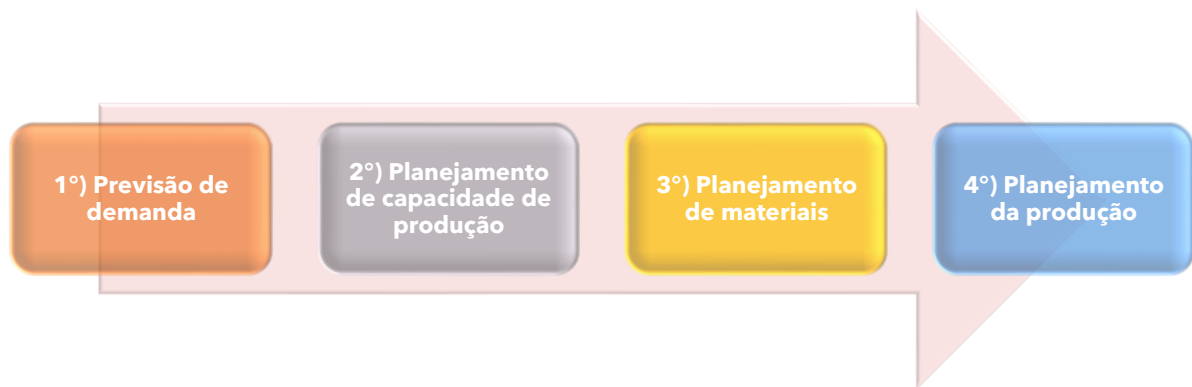 1°) Previsão de
demanda
2°) Planejamento
de capacidade de
produção
3°) Planejamento
de materiais
4°) Planejamento
da produção